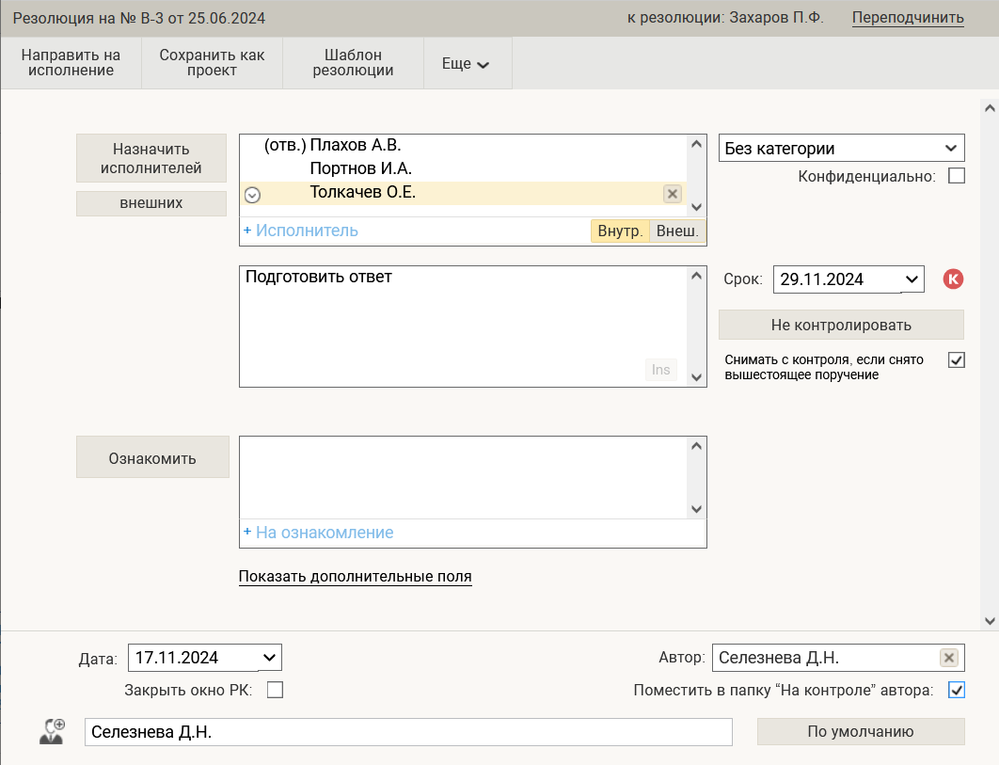 Резолюция на № В-3 от 25.06.2024
к резолюции: Захаров П.Ф. Переподчинить
Направить на исполнение
Сохранить как проект
Шаблон резолюции
Еще
Назначить исполнителей
внешних
(отв.) Плахов А.В.
Портнов И.А.
Толкачев О.Е.
+ Исполнитель
Внутр. Внеш.
Без категории
Конфиденциально:
Подготовить ответ
Ins
Срок: 29.11.2024 К
Не контролировать
Снимать с контроля, если снято
вышестоящее поручение
Ознакомить
+ На ознакомление
Показать дополнительные поля
Дата: 17.11.2024
Автор: Селезнева Д.Н.
Закрыть окно РК:
Поместить в папку “На контроле” автора:
Селезнева Д.Н.
По умолчанию